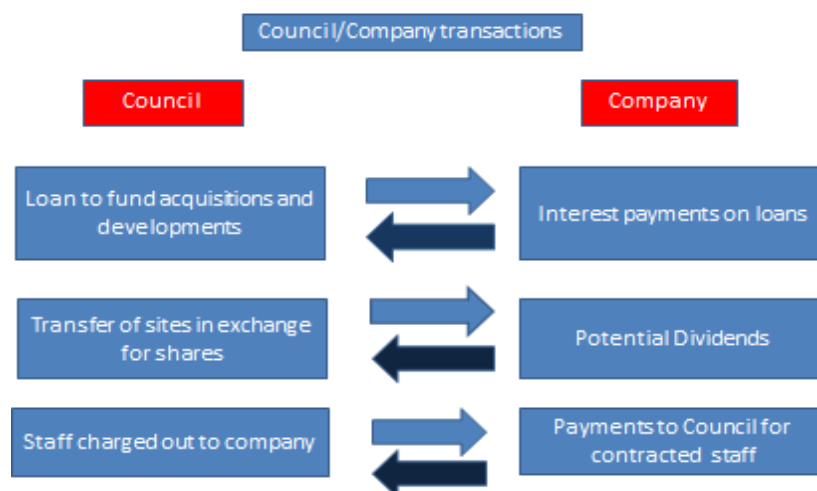 Council/Company transactions
Council
Company
Loan to fund acquisitions and
developments
Interest payments on loans
Transfer of sites in exchange
for shares
Potential Dividends
Staff charged out to company
Payments to Council for
contracted staff